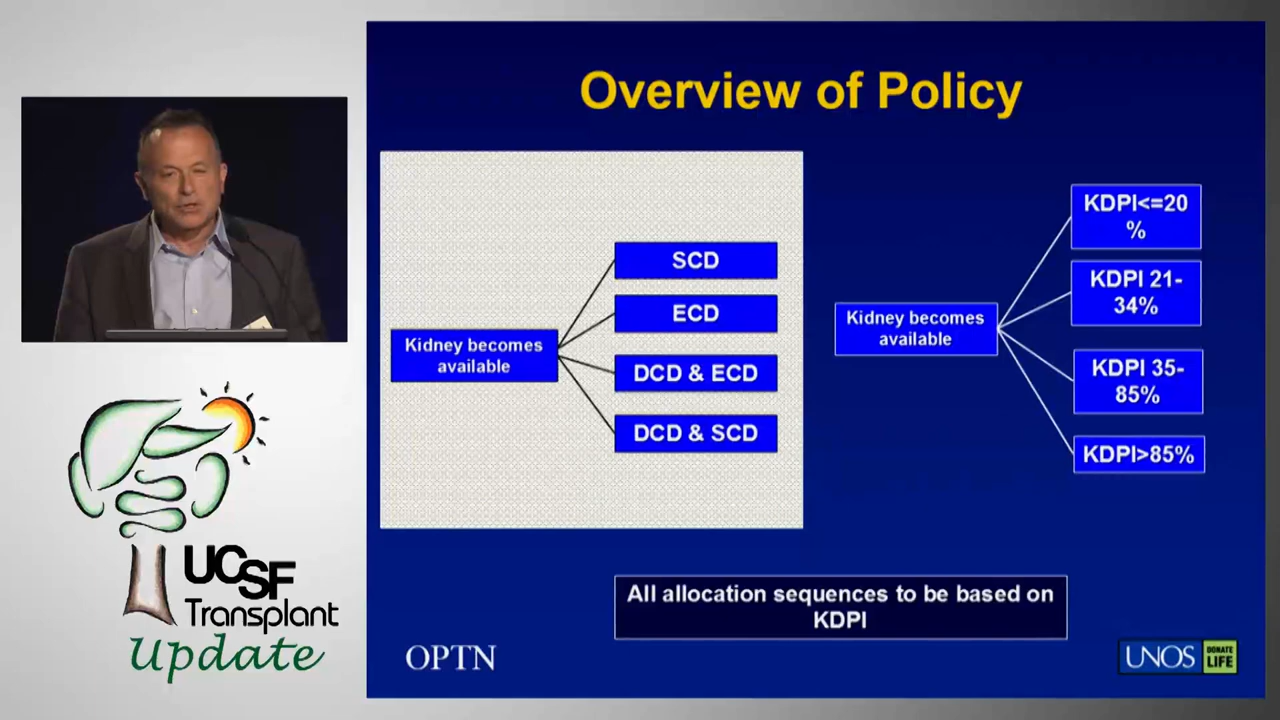 Overview of Policy
Kidney becomes
available
SCD
ECD
DCD & ECD
DCD & SCD
Kidney becomes
available
KDPI<=20
%
KDPI 21-
34%
KDPI 35-
85%
KDPI>85%
All allocation sequences to be based on
KDPI
OPTN
UNOS
DONATE
LIFE
UCSF
Transplant
Update